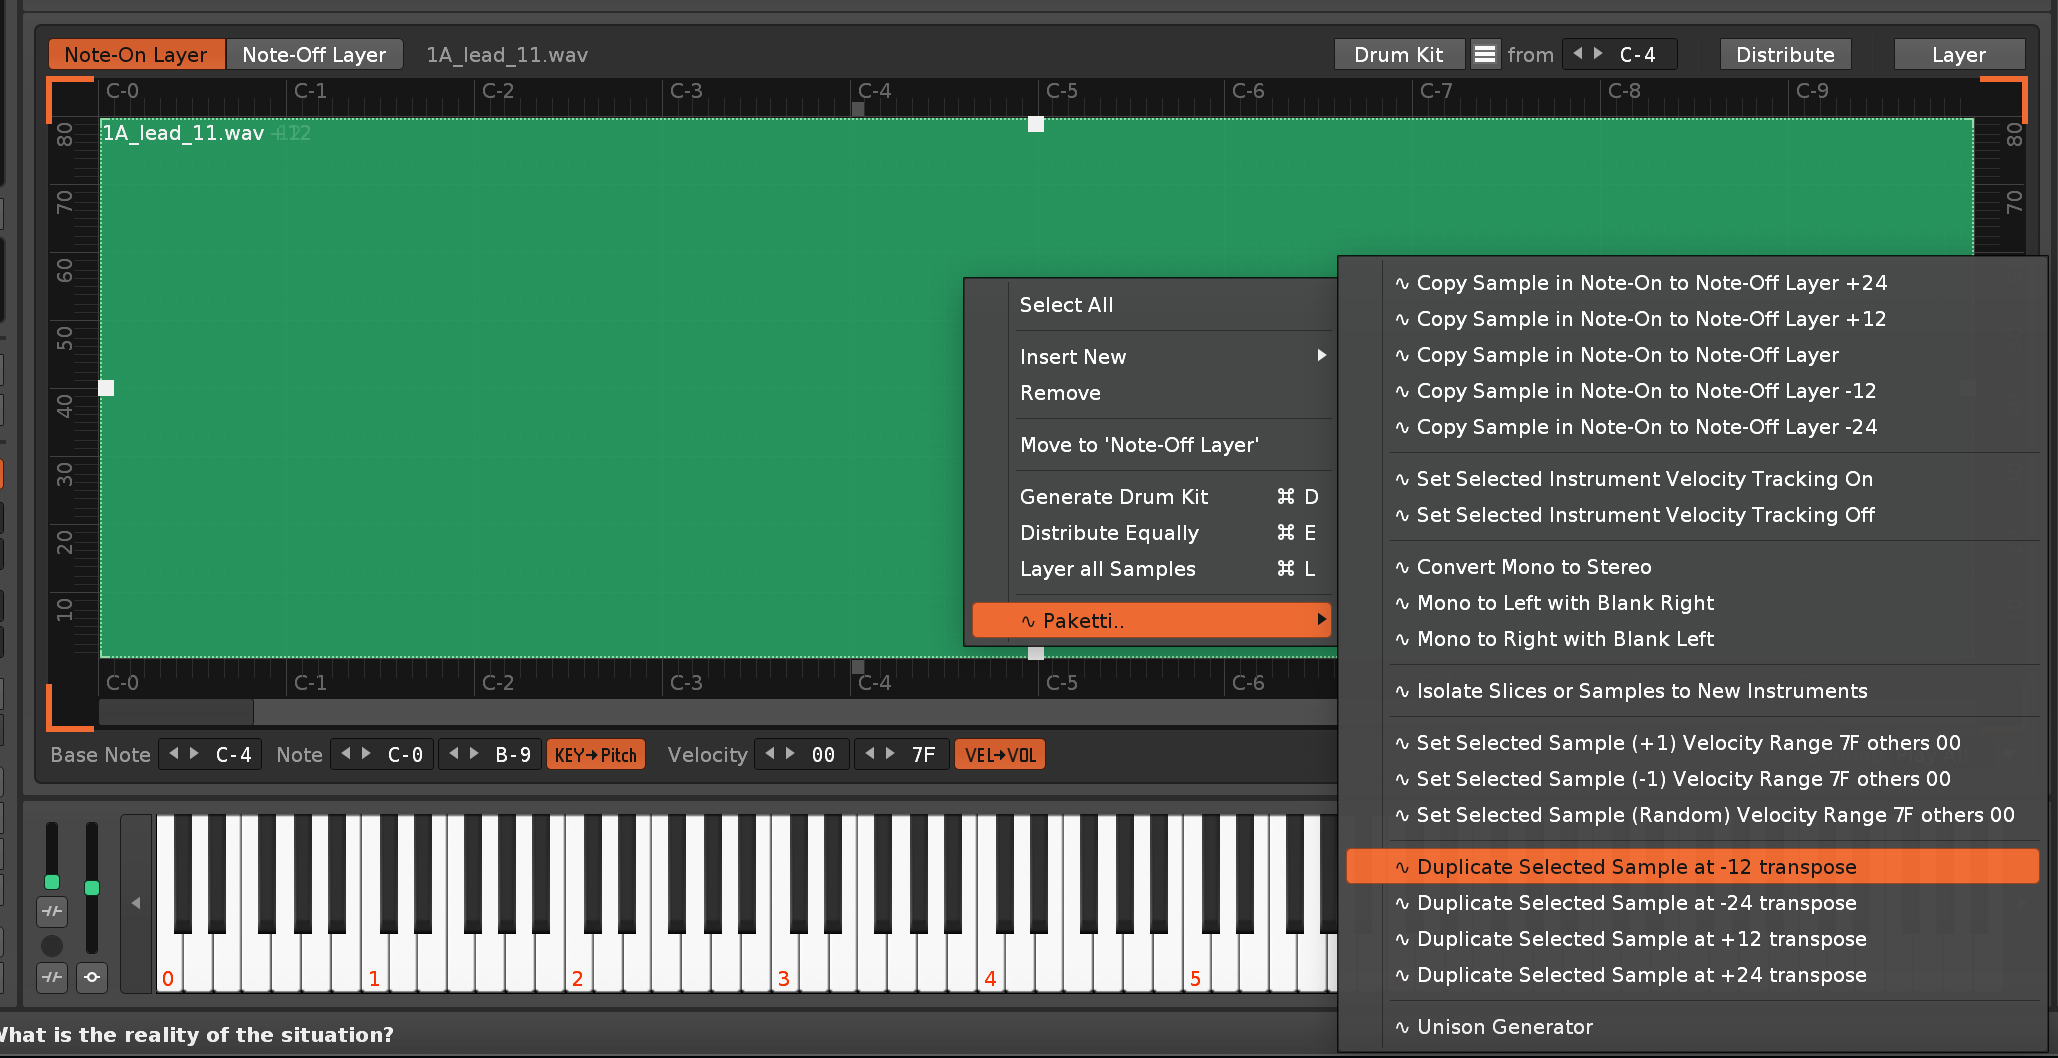 Note-On Layer Note-Off Layer 1A_lead_11.wav Drum Kit from C-4 Distribute Layer
C-0 C-1 C-2 C-3 C-4 C-5 C-6 C-7 C-8 C-9
1A_lead_11.wav
80 80
70 70
60
50
40
30
20
10
Select All
Insert New
Remove
Move to 'Note-Off Layer'
Generate Drum Kit ⌘ D
Distribute Equally ⌘ E
Layer all Samples ⌘ L
∿ Paketti..
∿ Copy Sample in Note-On to Note-Off Layer +24
∿ Copy Sample in Note-On to Note-Off Layer +12
∿ Copy Sample in Note-On to Note-Off Layer
∿ Copy Sample in Note-On to Note-Off Layer -12
∿ Copy Sample in Note-On to Note-Off Layer -24
∿ Set Selected Instrument Velocity Tracking On
∿ Set Selected Instrument Velocity Tracking Off
∿ Convert Mono to Stereo
∿ Mono to Left with Blank Right
∿ Mono to Right with Blank Left
∿ Isolate Slices or Samples to New Instruments
∿ Set Selected Sample (+1) Velocity Range 7F others 00
∿ Set Selected Sample (-1) Velocity Range 7F others 00
∿ Set Selected Sample (Random) Velocity Range 7F others 00
∿ Duplicate Selected Sample at -12 transpose
∿ Duplicate Selected Sample at -24 transpose
∿ Duplicate Selected Sample at +12 transpose
∿ Duplicate Selected Sample at +24 transpose
∿ Unison Generator
C-0 C-1 C-2 C-3 C-4 C-5 C-6
Base Note C-4 Note C-0 B-9 KEY→Pitch Velocity 00 7F VEL→VOL
0 1 2 3 4 5
What is the reality of the situation?